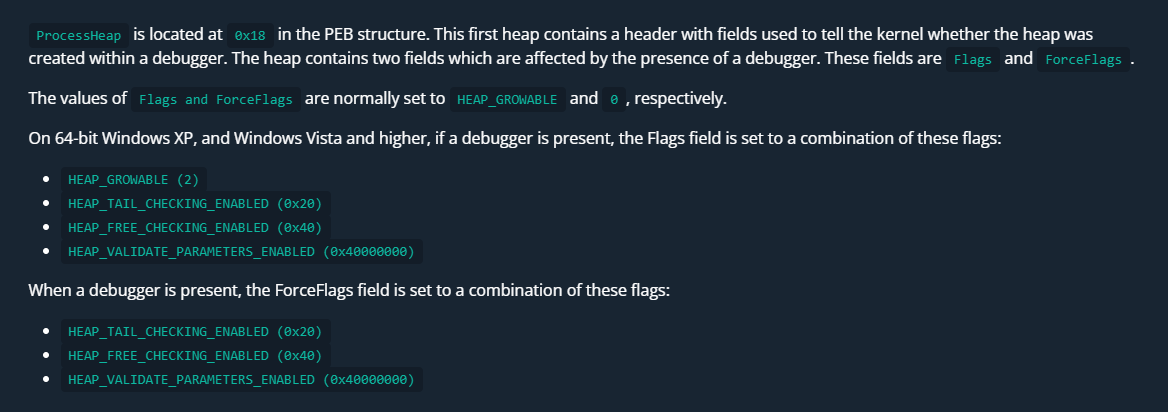 ProcessHeap is located at 0x18 in the PEB structure. This first heap contains a header with fields used to tell the kernel whether the heap was
created within a debugger. The heap contains two fields which are affected by the presence of a debugger. These fields are Flags and ForceFlags .
The values of Flags and ForceFlags are normally set to HEAP_GROWABLE and 0 , respectively.
On 64-bit Windows XP, and Windows Vista and higher, if a debugger is present, the Flags field is set to a combination of these flags:
• HEAP_GROWABLE (2)
• HEAP_TAIL_CHECKING_ENABLED (0x20)
• HEAP_FREE_CHECKING_ENABLED (0x40)
• HEAP_VALIDATE_PARAMETERS_ENABLED (0x40000000)
When a debugger is present, the ForceFlags field is set to a combination of these flags:
• HEAP_TAIL_CHECKING_ENABLED (0x20)
• HEAP_FREE_CHECKING_ENABLED (0x40)
• HEAP_VALIDATE_PARAMETERS_ENABLED (0x40000000)